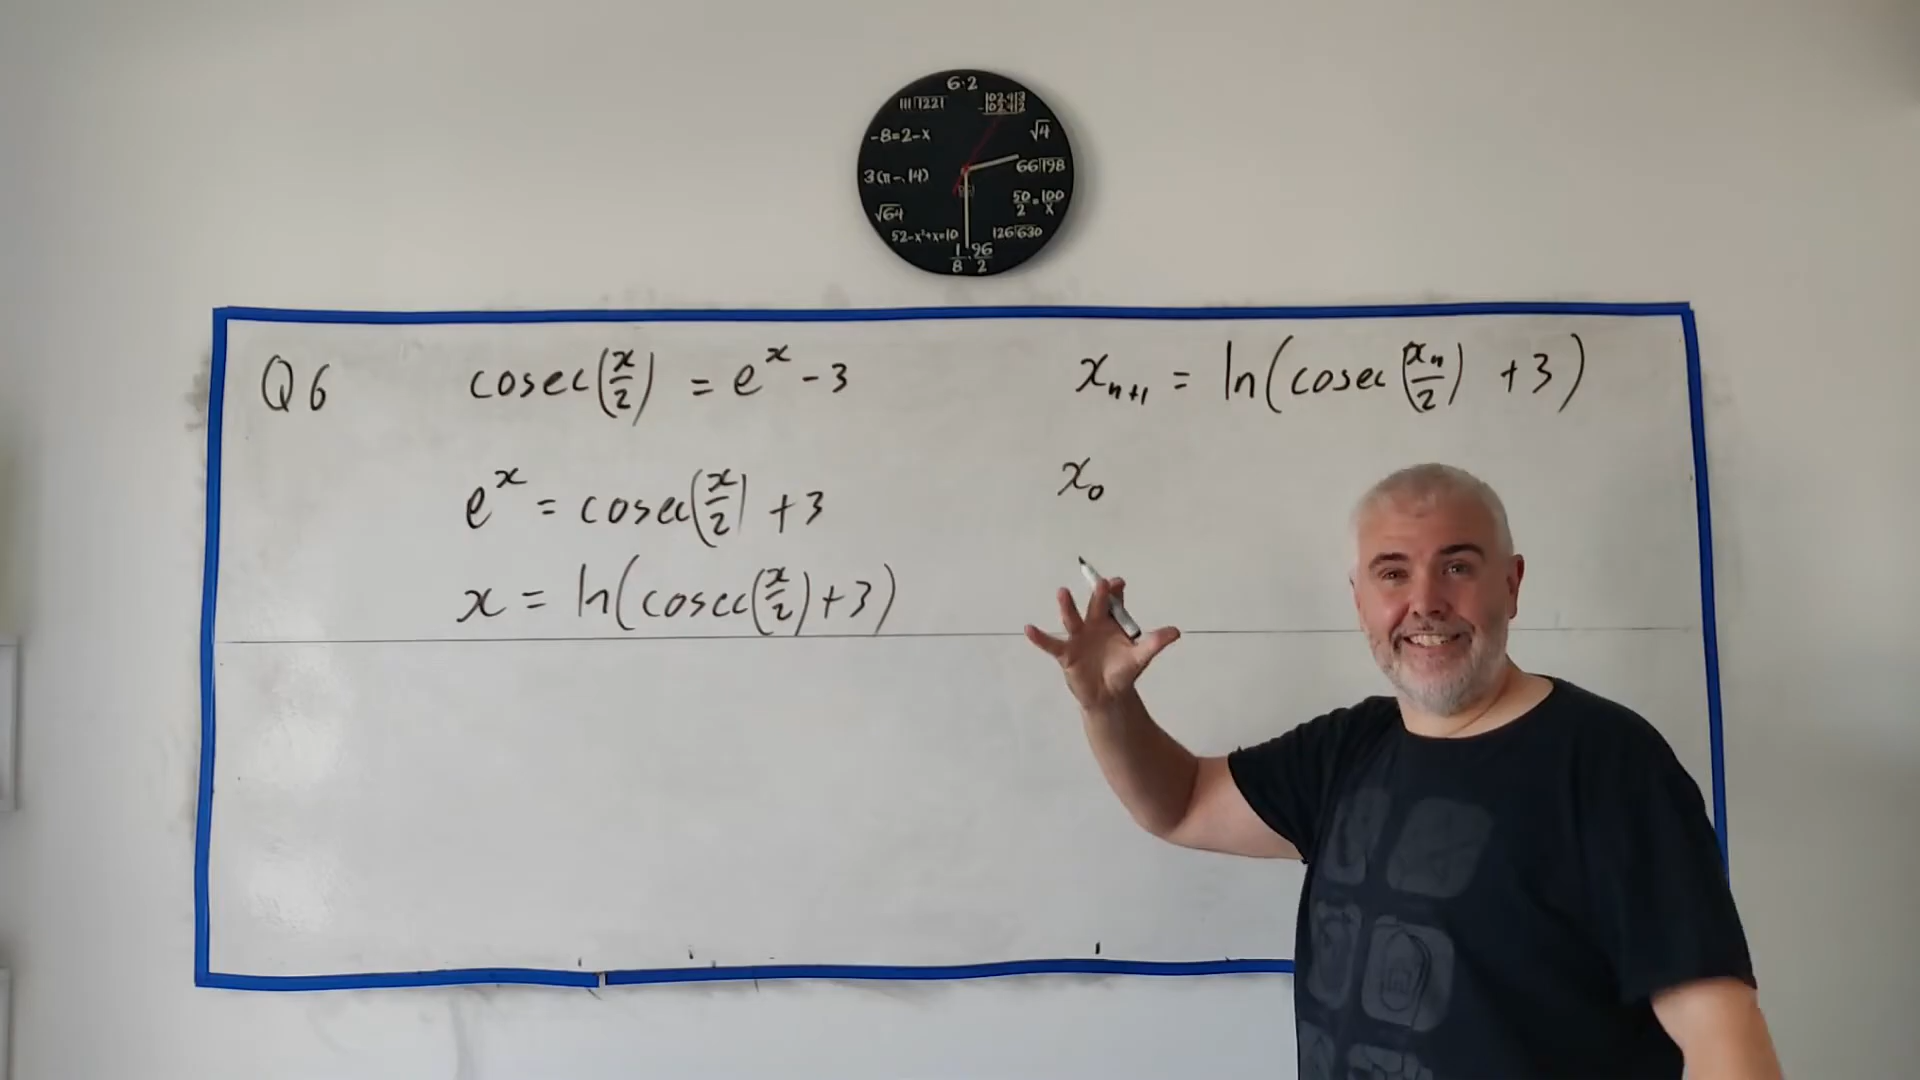 6·2
111|1221
-8=2-x
√4
3(π-.14)
66|198
√64
50/2 = 100/x
52-x²+x=10
126|630
1/8 · 96/2
Q6
cosec(x/2) = e^x - 3
e^x = cosec(x/2) + 3
x = ln(cosec(x/2)+3)
x_{n+1} = ln(cosec(x_n/2) + 3)
x_0